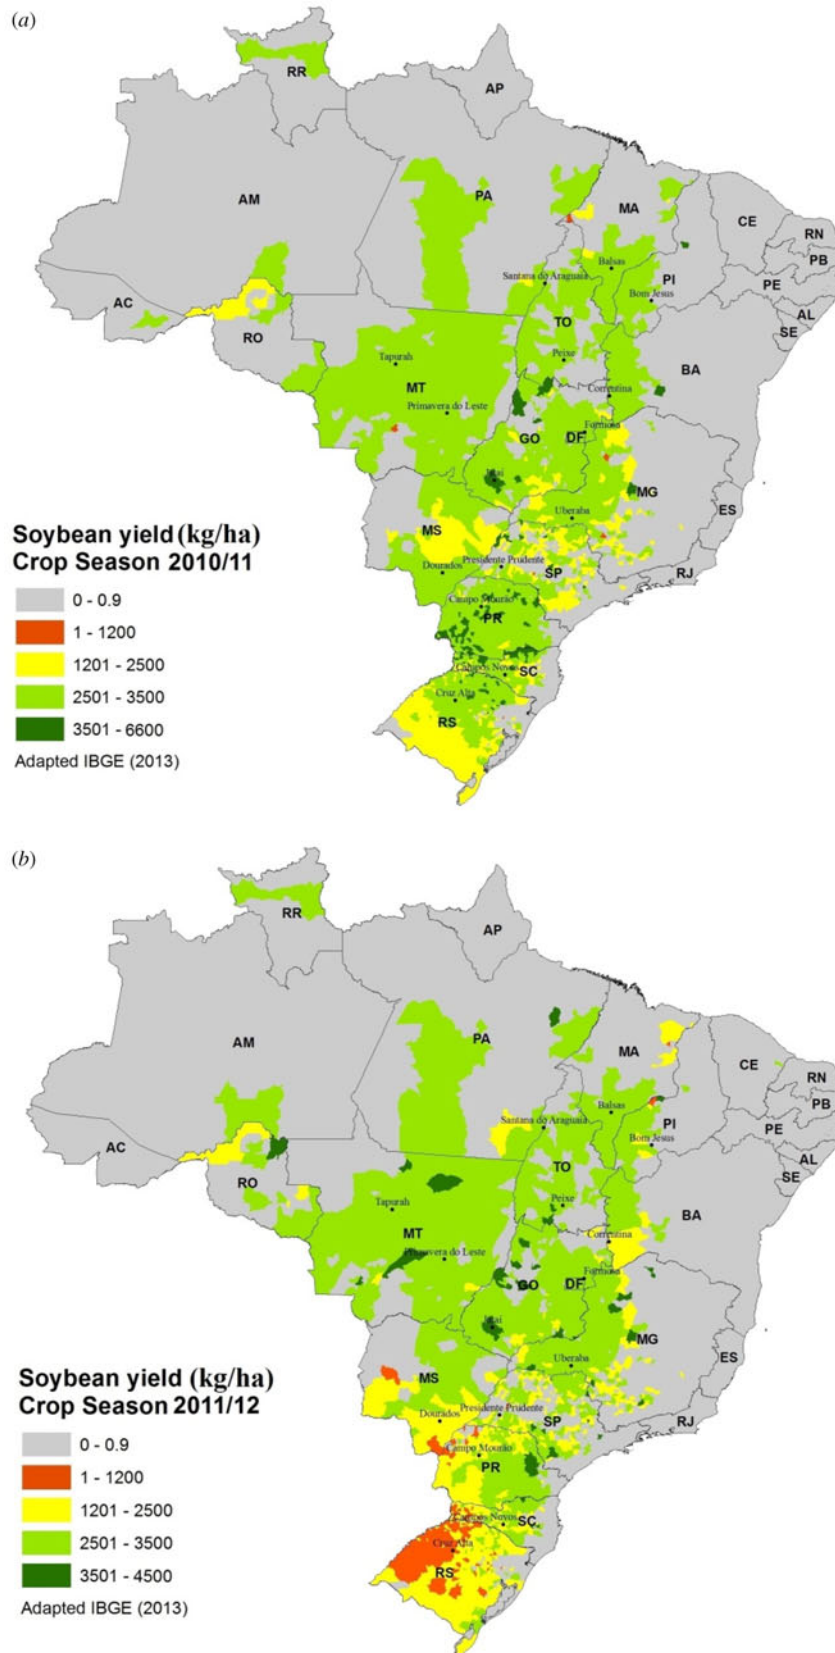 (a)
RR
AP
AM
PA
MA
CE
RN
PB
PE
AL
SE
PI
AC
RO
Balsas
Santana do Araguaia
Bom Jesus
TO
Peixe
BA
Tapurah
MT
Primavera do Leste
Correntina
GO
DF
Formosa
Jataí
MG
ES
Uberaba
MS
Presidente Prudente
SP
RJ
Dourados
Campo Mourão
PR
Campos Novos
SC
Cruz Alta
RS
Soybean yield (kg/ha)
Crop Season 2010/11
0 - 0.9
1 - 1200
1201 - 2500
2501 - 3500
3501 - 6600
Adapted IBGE (2013)
(b)
RR
AP
AM
PA
MA
CE
RN
PB
PE
AL
SE
PI
AC
RO
Balsas
Santana do Araguaia
Bom Jesus
TO
Peixe
BA
Tapurah
MT
Primavera do Leste
Correntina
GO
DF
Formosa
Jataí
MG
ES
Uberaba
MS
Presidente Prudente
SP
RJ
Dourados
Campo Mourão
PR
Campos Novos
SC
Cruz Alta
RS
Soybean yield (kg/ha)
Crop Season 2011/12
0 - 0.9
1 - 1200
1201 - 2500
2501 - 3500
3501 - 4500
Adapted IBGE (2013)